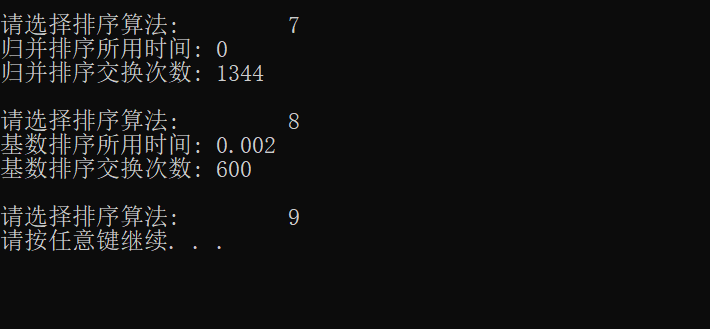 请选择排序算法:         7
归并排序所用时间: 0
归并排序交换次数: 1344
请选择排序算法:         8
基数排序所用时间: 0.002
基数排序交换次数: 600
请选择排序算法:         9
请按任意键继续. . .